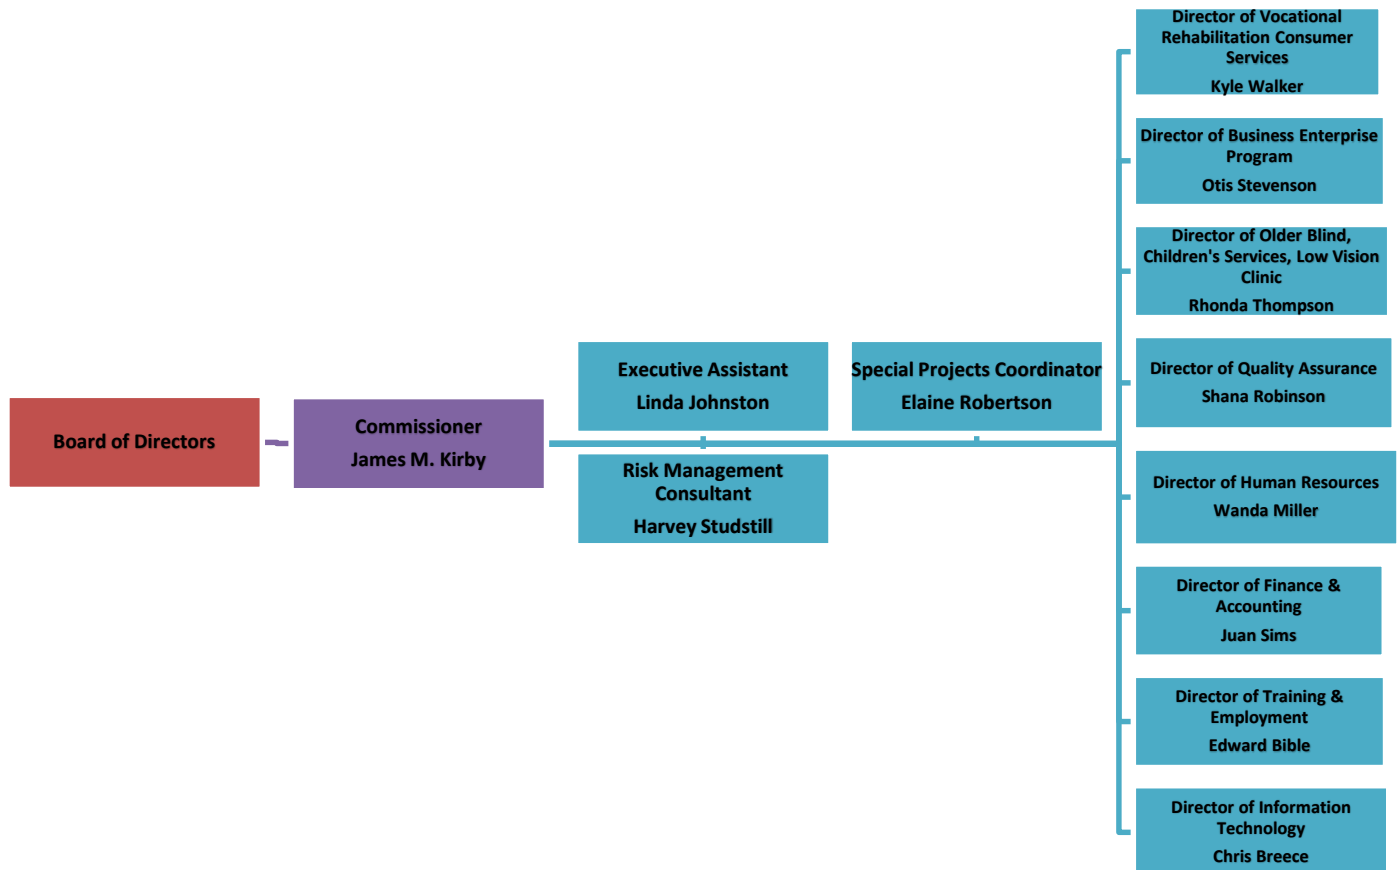 Board of Directors
Commissioner
James M. Kirby
Executive Assistant
Linda Johnston
Risk Management
Consultant
Harvey Studstill
Special Projects Coordinator
Elaine Robertson
Director of Vocational
Rehabilitation Consumer
Services
Kyle Walker
Director of Business Enterprise
Program
Otis Stevenson
Director of Older Blind,
Children's Services, Low Vision
Clinic
Rhonda Thompson
Director of Quality Assurance
Shana Robinson
Director of Human Resources
Wanda Miller
Director of Finance &
Accounting
Juan Sims
Director of Training &
Employment
Edward Bible
Director of Information
Technology
Chris Breece